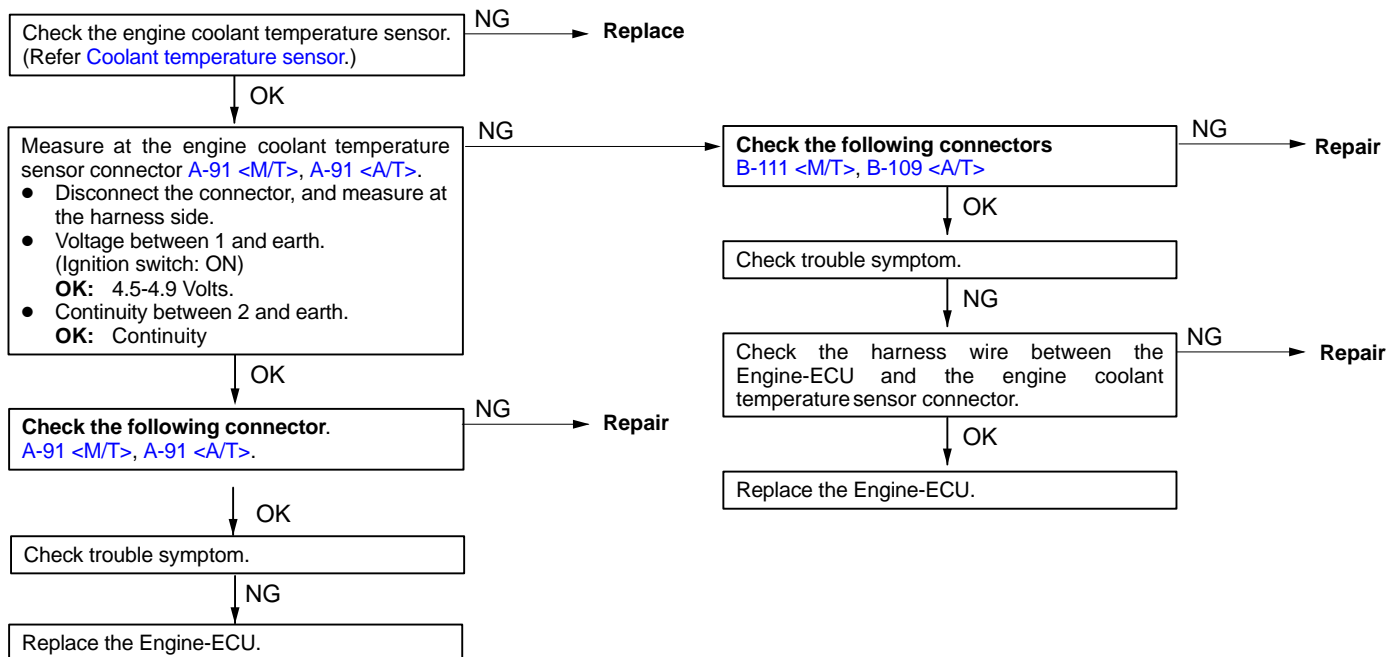 Check the engine coolant temperature sensor.
(Refer Coolant temperature sensor.)
NG
Replace
OK
Measure at the engine coolant temperature
sensor connector A-91 <M/T>, A-91 <A/T>.
● Disconnect the connector, and measure at
the harness side.
● Voltage between 1 and earth.
(Ignition switch: ON)
OK: 4.5-4.9 Volts.
● Continuity between 2 and earth.
OK: Continuity
NG
OK
Check the following connector.
A-91 <M/T>, A-91 <A/T>.
NG
Repair
OK
Check trouble symptom.
NG
Replace the Engine-ECU.
Check the following connectors
B-111 <M/T>, B-109 <A/T>
NG
Repair
OK
Check trouble symptom.
NG
Check the harness wire between the
Engine-ECU and the engine coolant
temperature sensor connector.
NG
Repair
OK
Replace the Engine-ECU.